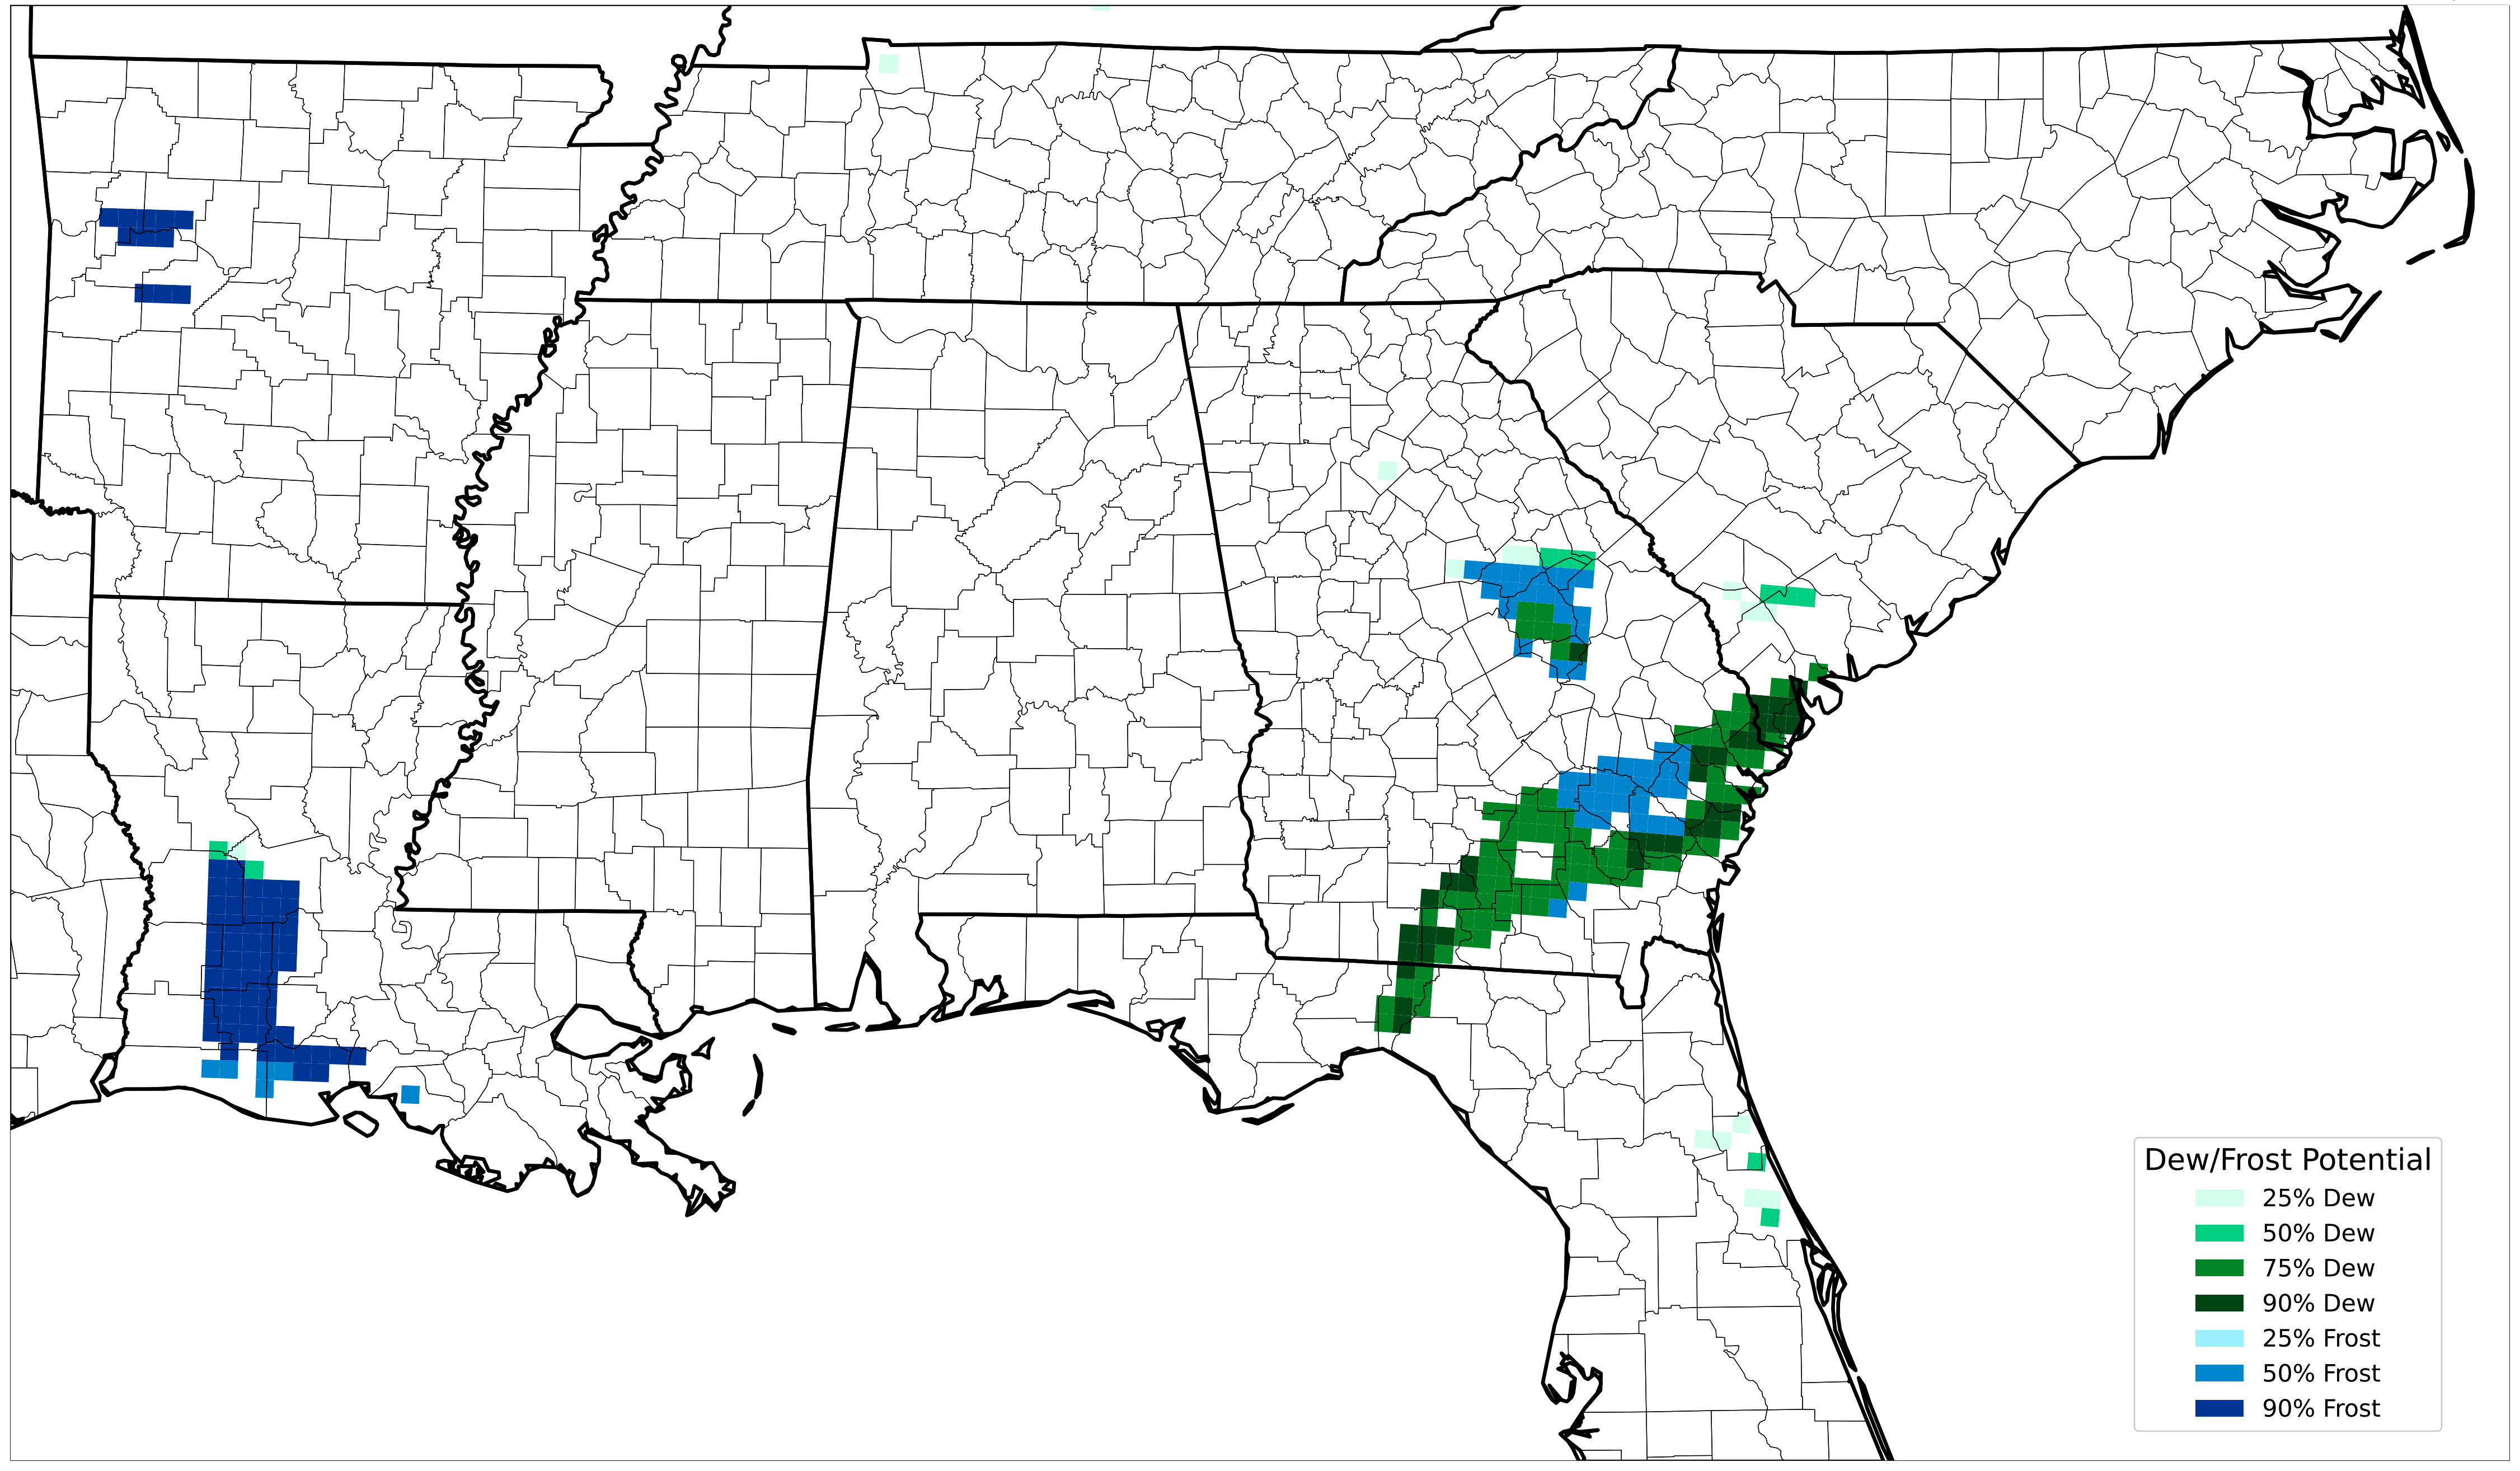 Dew/Frost Potential
25% Dew
50% Dew
75% Dew
90% Dew
25% Frost
50% Frost
90% Frost